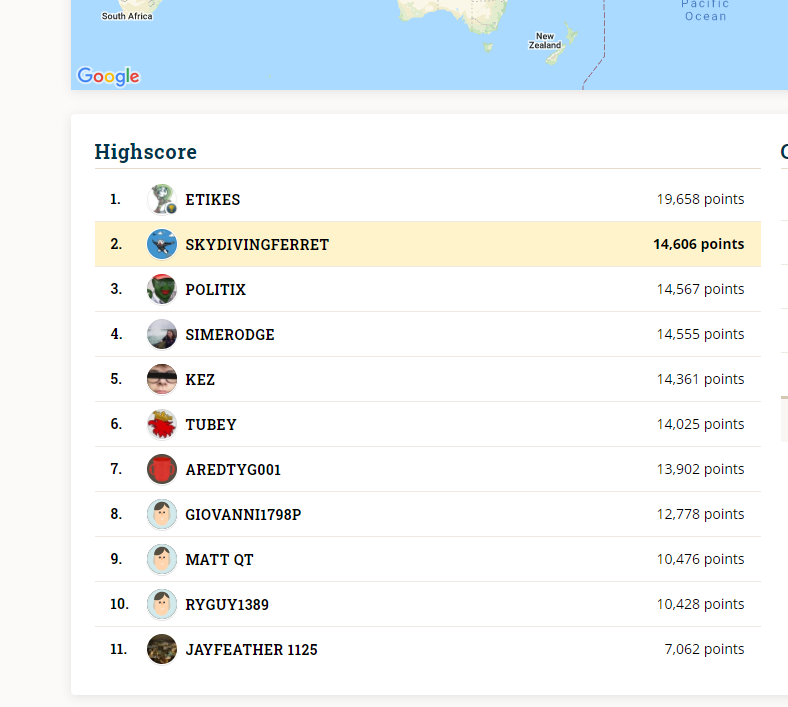 Pacific
Ocean
South Africa
New
Zealand
Google
Highscore
1. ETIKES 19,658 points
2. SKYDIVINGFERRET 14,606 points
3. POLITIX 14,567 points
4. SIMERODGE 14,555 points
5. KEZ 14,361 points
6. TUBEY 14,025 points
7. AREDTYG001 13,902 points
8. GIOVANNI1798P 12,778 points
9. MATT QT 10,476 points
10. RYGUY1389 10,428 points
11. JAYFEATHER 1125 7,062 points